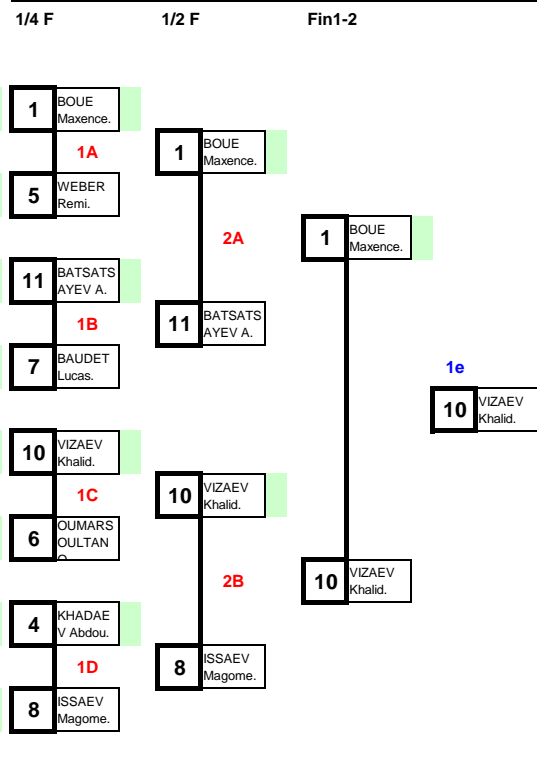 1/4 F
1/2 F
Fin1-2
1
BOUE
Maxence.
1A
5
WEBER
Remi.
11
BATSATS
AYEV A.
1B
7
BAUDET
Lucas.
10
VIZAEV
Khalid.
1C
6
OUMARS
OULTAN
4
KHADAE
V Abdou.
1D
8
ISSAEV
Magome.
1
BOUE
Maxence.
2A
11
BATSATS
AYEV A.
10
VIZAEV
Khalid.
2B
8
ISSAEV
Magome.
1
BOUE
Maxence.
10
VIZAEV
Khalid.
1e
10
VIZAEV
Khalid.